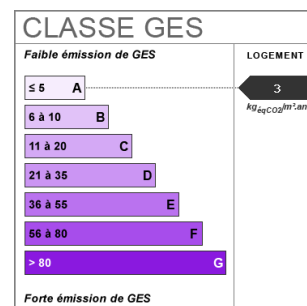 CLASSE GES
Faible émission de GES
LOGEMENT
≤ 5 A
3
kgéqCO2/m².an
6 à 10 B
11 à 20 C
21 à 35 D
36 à 55 E
56 à 80 F
> 80 G
Forte émission de GES